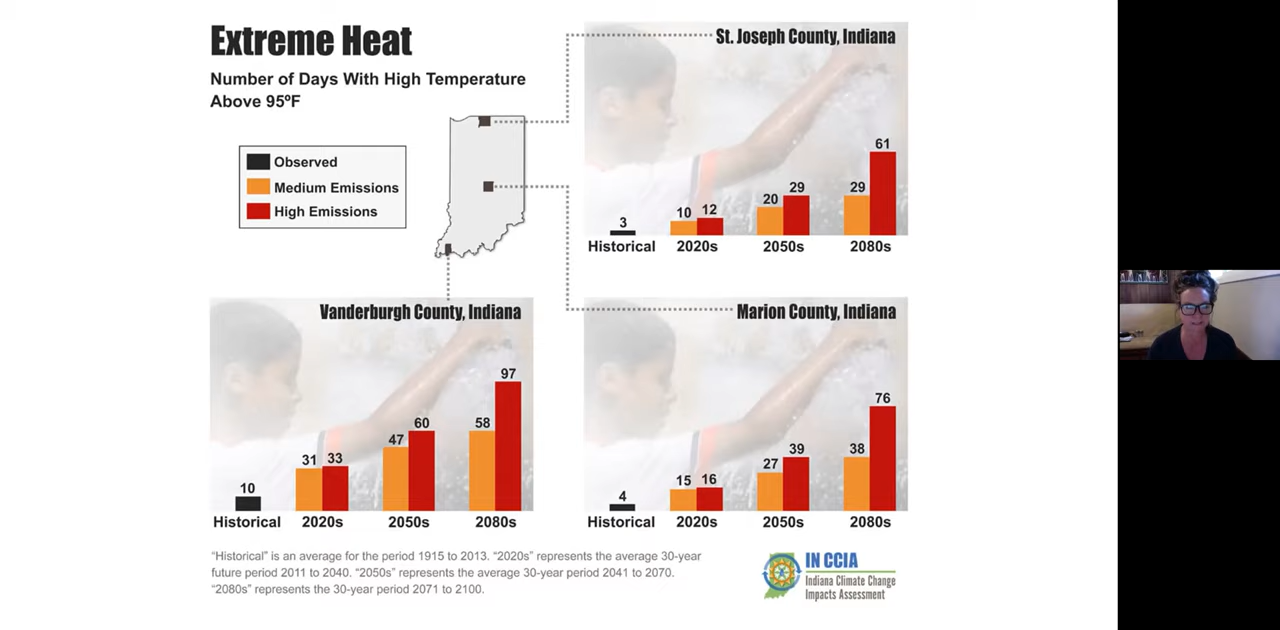 Extreme Heat
Number of Days With High Temperature
Above 95ºF
Observed
Medium Emissions
High Emissions
St. Joseph County, Indiana
3
10
12
20
29
29
61
Historical
2020s
2050s
2080s
Vanderburgh County, Indiana
10
31
33
47
60
58
97
Historical
2020s
2050s
2080s
Marion County, Indiana
4
15
16
27
39
38
76
Historical
2020s
2050s
2080s
"Historical" is an average for the period 1915 to 2013. "2020s" represents the average 30-year
future period 2011 to 2040. "2050s" represents the average 30-year period 2041 to 2070.
"2080s" represents the 30-year period 2071 to 2100.
IN CCIA
Indiana Climate Change
Impacts Assessment